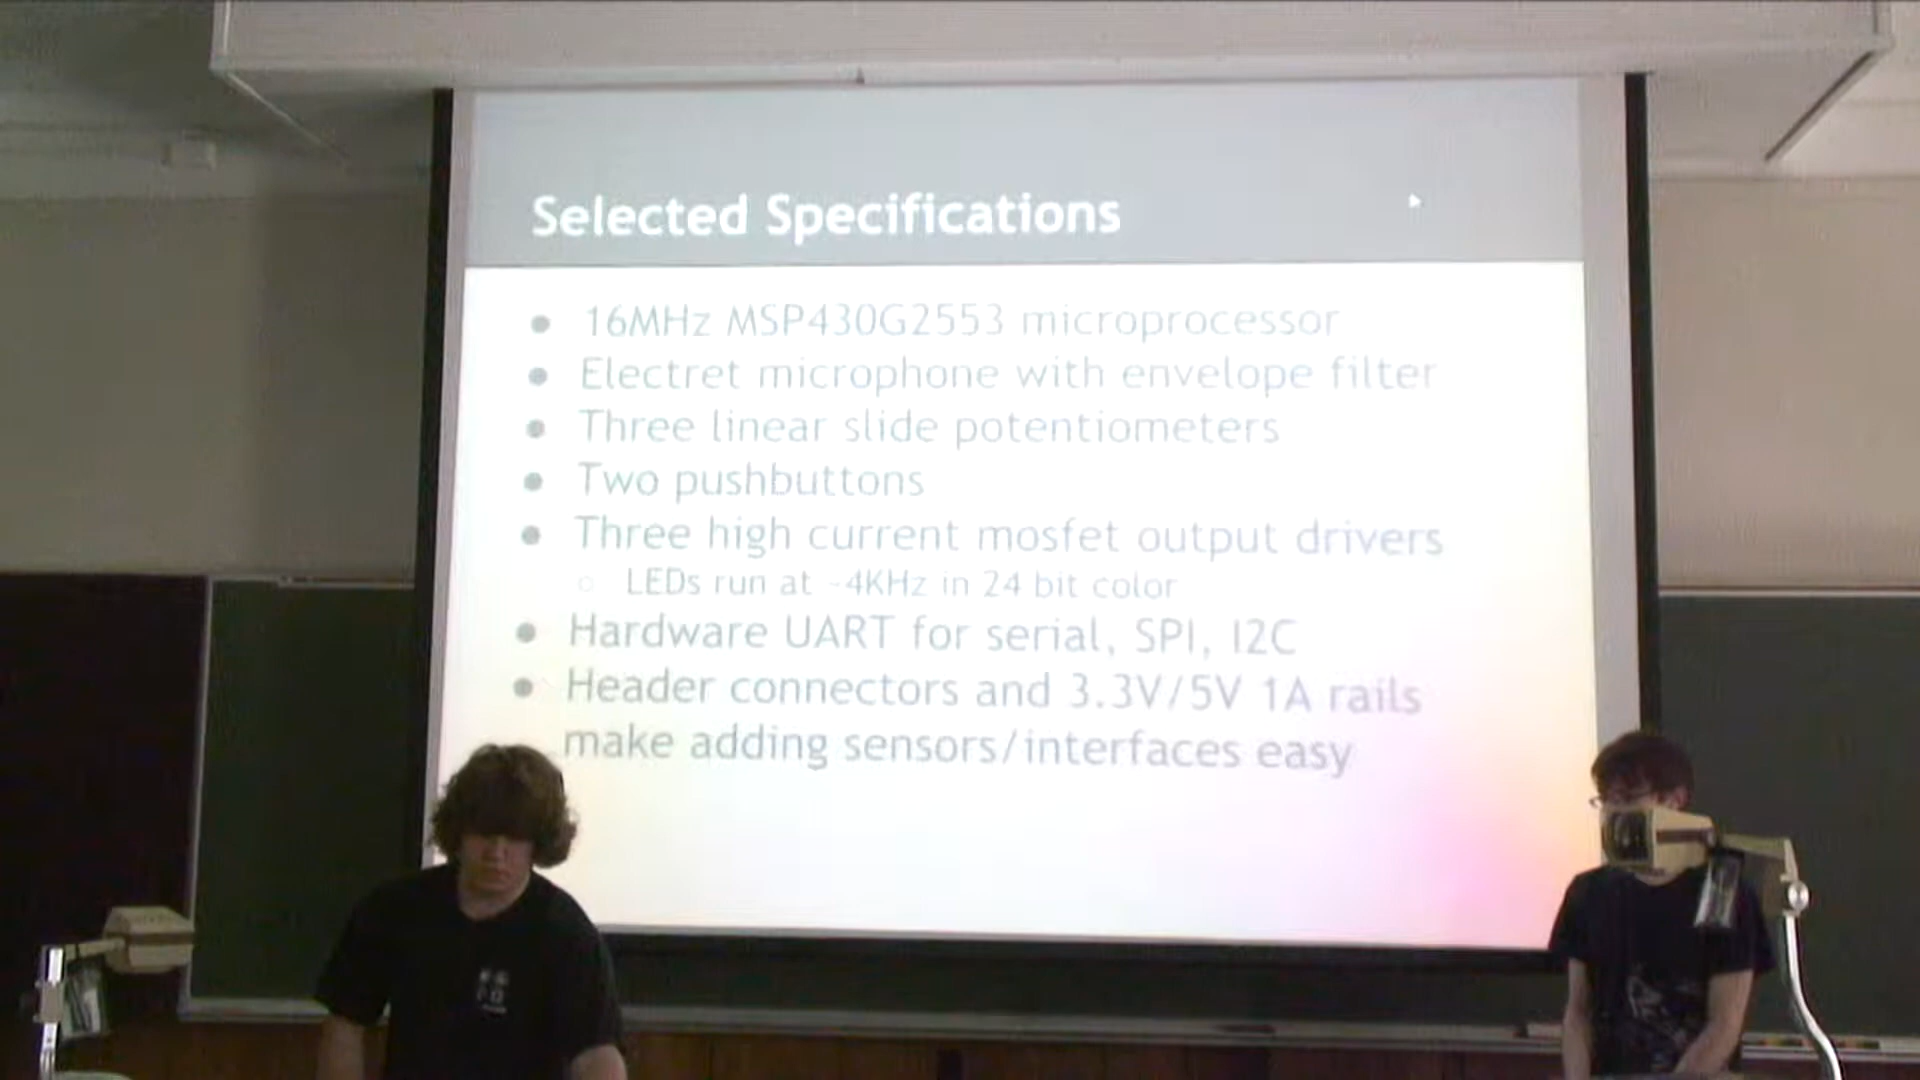 Selected Specifications
● 16MHz MSP430G2553 microprocessor
● Electret microphone with envelope filter
● Three linear slide potentiometers
● Two pushbuttons
● Three high current mosfet output drivers
○ LEDs run at ~4KHz in 24 bit color
● Hardware UART for serial, SPI, I2C
● Header connectors and 3.3V/5V 1A rails
make adding sensors/interfaces easy